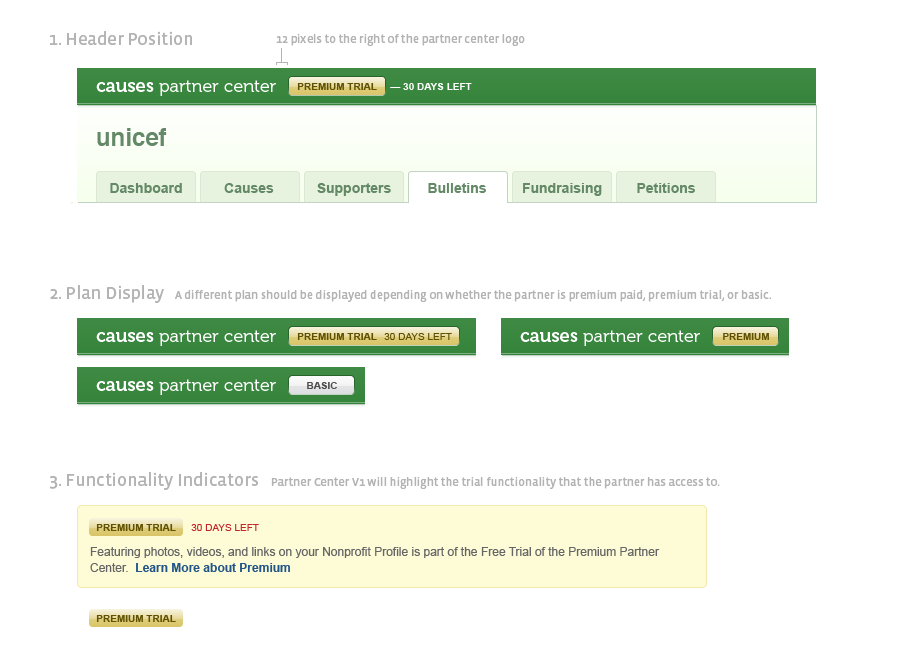 1. Header Position 12 pixels to the right of the partner center logo
causes partner center PREMIUM TRIAL — 30 DAYS LEFT
unicef
Dashboard Causes Supporters Bulletins Fundraising Petitions
2. Plan Display A different plan should be displayed depending on whether the partner is premium paid, premium trial, or basic.
causes partner center PREMIUM TRIAL 30 DAYS LEFT causes partner center PREMIUM
causes partner center BASIC
3. Functionality Indicators Partner Center V1 will highlight the trial functionality that the partner has access to.
PREMIUM TRIAL 30 DAYS LEFT
Featuring photos, videos, and links on your Nonprofit Profile is part of the Free Trial of the Premium Partner
Center. Learn More about Premium
PREMIUM TRIAL